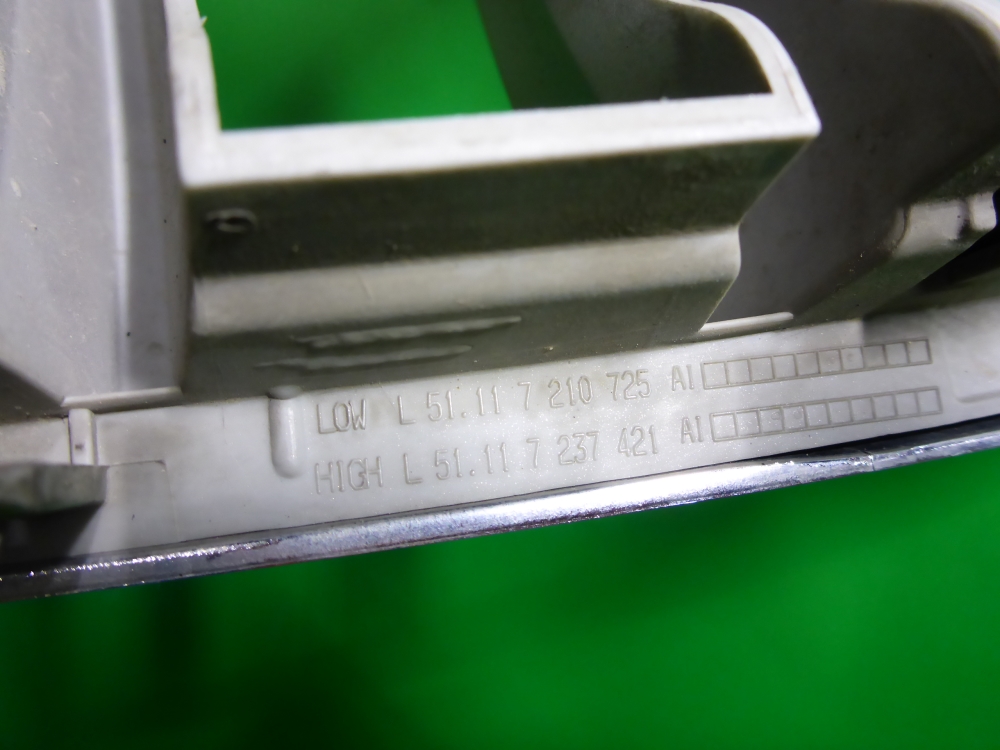 LOW L 51.11 7 210 725 AI
HIGH L 51.11 7 237 421 AI